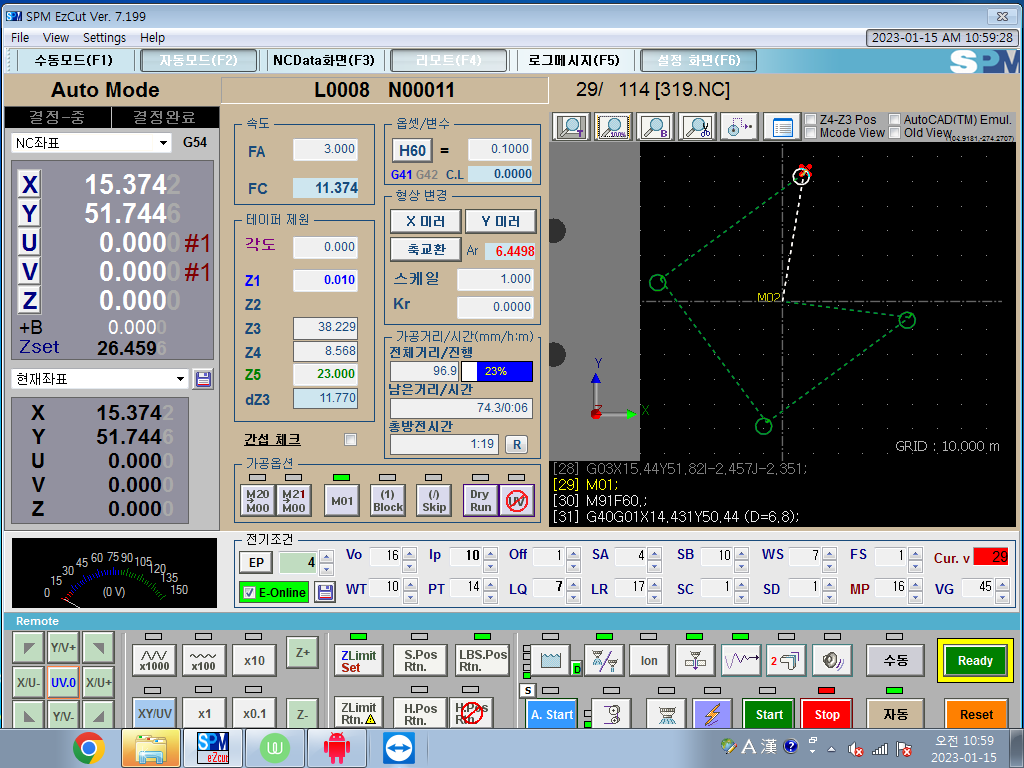 SPM EzCut Ver. 7.199
File View Settings Help
2023-01-15 AM 10:59:28
수동모드(F1) 자동모드(F2) NCData화면(F3) 리모트(F4) 로그메시지(F5) 설정 화면(F6) SPM
Auto Mode
L0008 N00011
29/ 114 [319.NC]
결정-중 결정완료
NC좌표 G54
X 15.3742
Y 51.7446
U 0.0000 #1
V 0.0000 #1
Z 0.0000
+B 0.0000
Zset 26.4596
현재좌표
X 15.3742
Y 51.7446
U 0.0000
V 0.0000
Z 0.0000
속도
FA 3.000
FC 11.374
테이퍼 제원
각도 0.000
Z1 0.010
Z2
Z3 38.229
Z4 8.568
Z5 23.000
dZ3 11.770
간섭 체크
옵셋/변수
H60 = 0.1000
G41 G42 C.L 0.0000
형상 변경
X 미러 Y 미러
축교환 Ar 6.4498
스케일 1.000
Kr 0.0000
가공거리/시간(mm/h:m)
전체거리/진행
96.9 23%
남은거리/시간
74.3/0:06
총방전시간
1:19 R
가공옵션
M20 M00 M21 M00 M01 (1) Block (/) Skip Dry Run UV
T 100% B
Z4-Z3 Pos AutoCAD(TM) Emul.
Mcode View Old View
(04.9181,-274.2707)
M02
Y
Z X
GRID : 10.000 m
[28] G03X15,44Y51,82I-2,457J-2,351;
[29] M01;
[30] M91F60,;
[31] G40G01X14,431Y50,44 (D=6,8);
0 15 30 45 60 75 90 105 120 135 150
(0 V)
전기조건
EP 4 Vo 16 Ip 10 Off 1 SA 4 SB 10 WS 7 FS 1 Cur. v 29
E-Online WT 10 PT 14 LQ 7 LR 17 SC 1 SD 1 MP 16 VG 45
Remote
Y/V+ x1000 x100 x10 Z+ ZLimit Set S.Pos Rtn. LBS.Pos Rtn. D Ion 2 수동 Ready
X/U- UV.0 X/U+
Y/V- XY/UV x1 x0.1 Z- ZLimit Rtn. H.Pos Rtn. H.Pos Rtn. S A. Start Start Stop 자동 Reset
SPM eZcut
A 漢
오전 10:59
2023-01-15